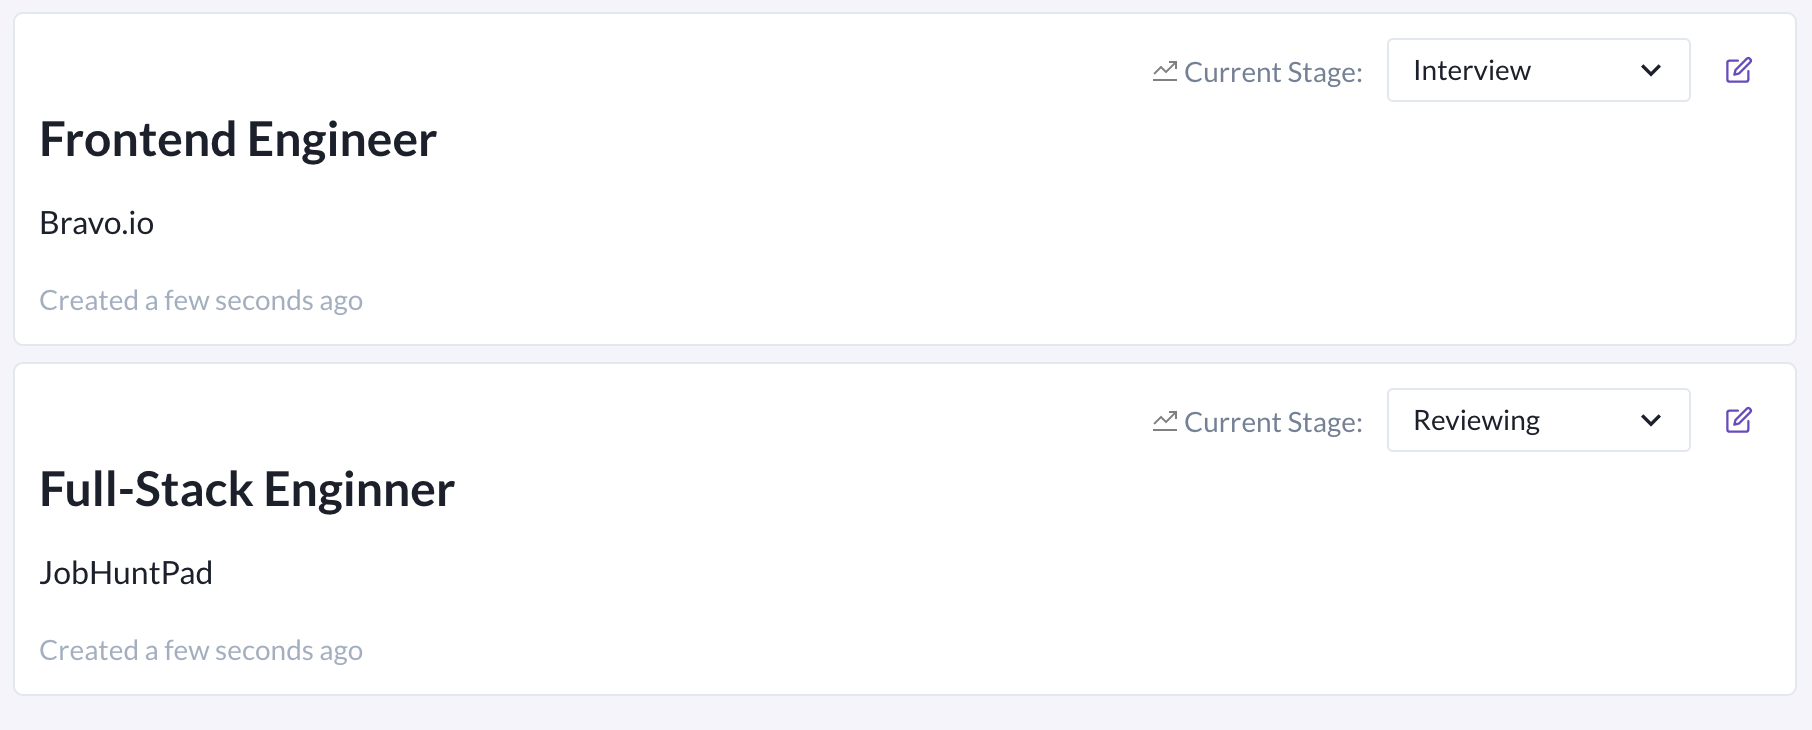 Current Stage: Interview
Frontend Engineer
Bravo.io
Created a few seconds ago
Current Stage: Reviewing
Full-Stack Enginner
JobHuntPad
Created a few seconds ago